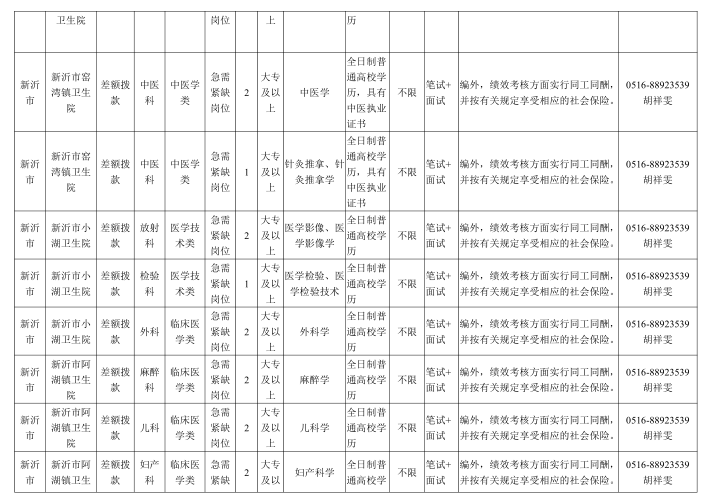 卫生院 岗位 上 历
新沂市 新沂市窑湾镇卫生院 差额拨款 中医科 中医学类 急需紧缺岗位 2 大专及以上 中医学 全日制普通高校学历，具有中医执业证书 不限 笔试+面试 编外，绩效考核方面实行同工同酬，并按有关规定享受相应的社会保险。 0516-88923539 胡祥雯
新沂市 新沂市窑湾镇卫生院 差额拨款 中医科 中医学类 急需紧缺岗位 1 大专及以上 针灸推拿、针灸推拿学 全日制普通高校学历，具有中医执业证书 不限 笔试+面试 编外，绩效考核方面实行同工同酬，并按有关规定享受相应的社会保险。 0516-88923539 胡祥雯
新沂市 新沂市小湖卫生院 差额拨款 放射科 医学技术类 急需紧缺岗位 2 大专及以上 医学影像、医学影像学 全日制普通高校学历 不限 笔试+面试 编外，绩效考核方面实行同工同酬，并按有关规定享受相应的社会保险。 0516-88923539 胡祥雯
新沂市 新沂市小湖卫生院 差额拨款 检验科 医学技术类 急需紧缺岗位 1 大专及以上 医学检验、医学检验技术 全日制普通高校学历 不限 笔试+面试 编外，绩效考核方面实行同工同酬，并按有关规定享受相应的社会保险。 0516-88923539 胡祥雯
新沂市 新沂市小湖卫生院 差额拨款 外科 临床医学类 急需紧缺岗位 2 大专及以上 外科学 全日制普通高校学历 不限 笔试+面试 编外，绩效考核方面实行同工同酬，并按有关规定享受相应的社会保险。 0516-88923539 胡祥雯
新沂市 新沂市阿湖镇卫生院 差额拨款 麻醉科 临床医学类 急需紧缺岗位 2 大专及以上 麻醉学 全日制普通高校学历 不限 笔试+面试 编外，绩效考核方面实行同工同酬，并按有关规定享受相应的社会保险。 0516-88923539 胡祥雯
新沂市 新沂市阿湖镇卫生院 差额拨款 儿科 临床医学类 急需紧缺岗位 2 大专及以上 儿科学 全日制普通高校学历 不限 笔试+面试 编外，绩效考核方面实行同工同酬，并按有关规定享受相应的社会保险。 0516-88923539 胡祥雯
新沂市 新沂市阿湖镇卫生 差额拨款 妇产科 临床医学类 急需紧缺 2 大专及以 妇产科学 全日制普通高校学 不限 笔试+面试 编外，绩效考核方面实行同工同酬，并按有关规定享受相应的社会保险。 0516-88923539 胡祥雯